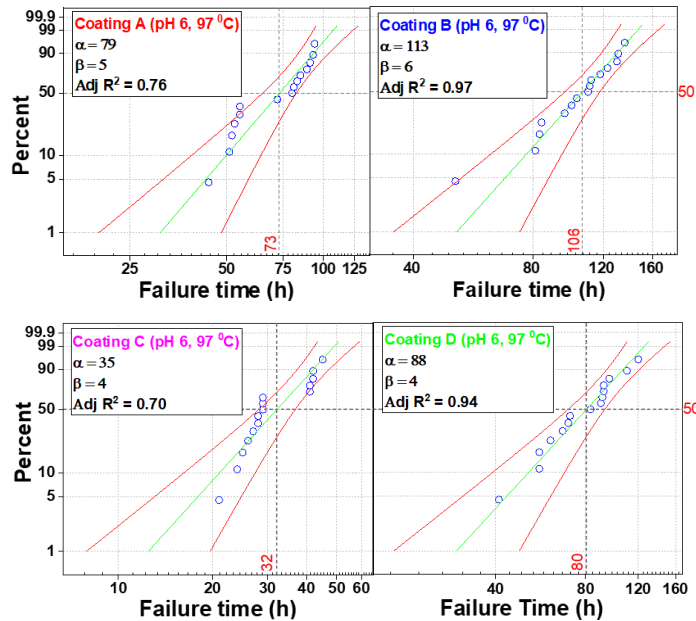 Coating A (pH 6, 97 ⁰C)
α = 79
β = 5
Adj R² = 0.76
99.9
99
90
50
10
5
1
Percent
73
25
50
75
100
125
Failure time (h)
Coating B (pH 6, 97 ⁰C)
α = 113
β = 6
Adj R² = 0.97
50
106
40
80
120
160
Failure time (h)
Coating C (pH 6, 97 ⁰C)
α = 35
β = 4
Adj R² = 0.70
99.9
99
90
50
10
5
1
Percent
32
10
20
30
40
50
60
Failure time (h)
Coating D (pH 6, 97 ⁰C)
α = 88
β = 4
Adj R² = 0.94
50
80
40
80
120
160
Failure Time (h)